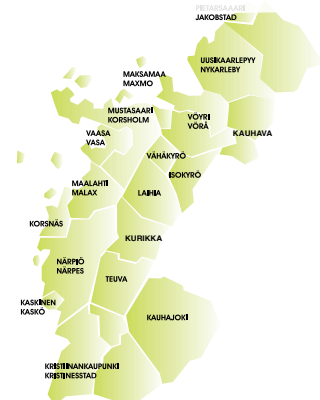 PIETARSAARI
JAKOBSTAD
UUSIKAARLEPYY
NYKARLEBY
MAKSAMAA
MAXMO
MUSTASAARI
KORSHOLM
VÖYRI
VÖRÅ
KAUHAVA
VAASA
VASA
VÄHÄKYRÖ
ISOKYRÖ
MAALAHTI
MALAX
LAIHIA
KORSNÄS
KURIKKA
NÄRPIÖ
NÄRPES
TEUVA
KASKINEN
KASKÖ
KAUHAJOKI
KRISTIINANKAUPUNKI
KRISTINESSTAD